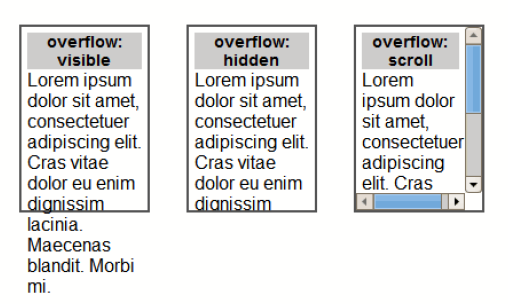 overflow:
visible
Lorem ipsum
dolor sit amet,
consectetuer
adipiscing elit.
Cras vitae
dolor eu enim
dignissim
lacinia.
Maecenas
blandit. Morbi
mi.
overflow:
hidden
Lorem ipsum
dolor sit amet,
consectetuer
adipiscing elit.
Cras vitae
dolor eu enim
dignissim
overflow:
scroll
Lorem
ipsum dolor
sit amet,
consectetuer
adipiscing
elit. Cras